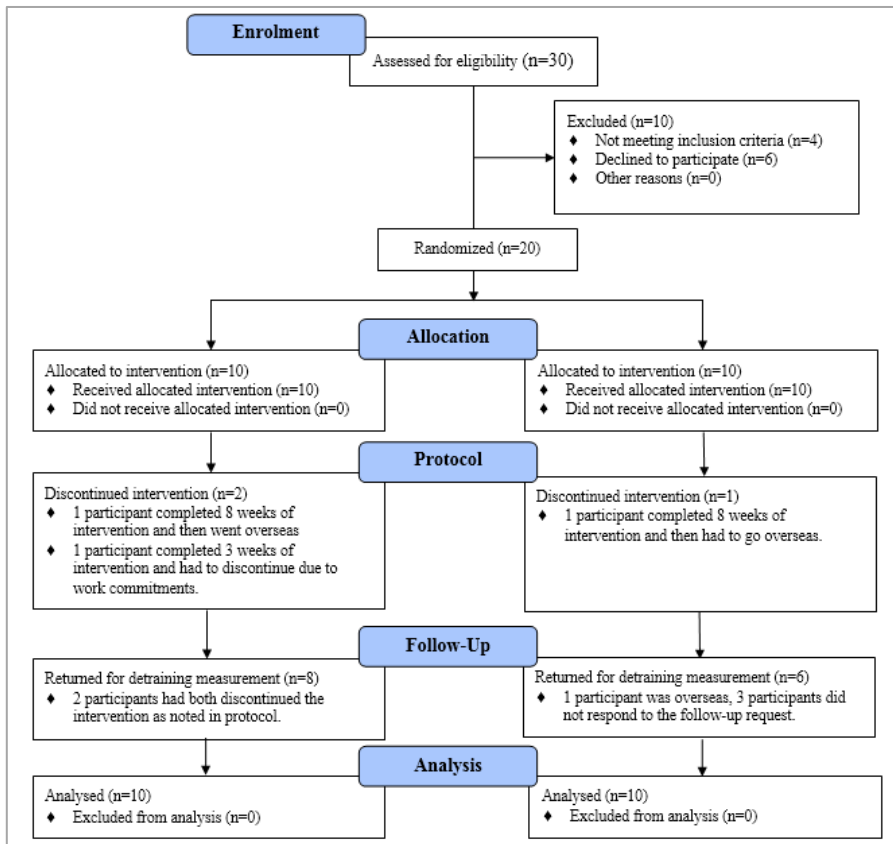 Enrolment
Assessed for eligibility (n=30)
Excluded (n=10)
♦ Not meeting inclusion criteria (n=4)
♦ Declined to participate (n=6)
♦ Other reasons (n=0)
Randomized (n=20)
Allocation
Allocated to intervention (n=10)
♦ Received allocated intervention (n=10)
♦ Did not receive allocated intervention (n=0)
Allocated to intervention (n=10)
♦ Received allocated intervention (n=10)
♦ Did not receive allocated intervention (n=0)
Protocol
Discontinued intervention (n=2)
♦ 1 participant completed 8 weeks of
intervention and then went overseas
♦ 1 participant completed 3 weeks of
intervention and had to discontinue due to
work commitments.
Discontinued intervention (n=1)
♦ 1 participant completed 8 weeks of
intervention and then had to go overseas.
Follow-Up
Returned for detraining measurement (n=8)
♦ 2 participants had both discontinued the
intervention as noted in protocol.
Returned for detraining measurement (n=6)
♦ 1 participant was overseas, 3 participants did
not respond to the follow-up request.
Analysis
Analysed (n=10)
♦ Excluded from analysis (n=0)
Analysed (n=10)
♦ Excluded from analysis (n=0)